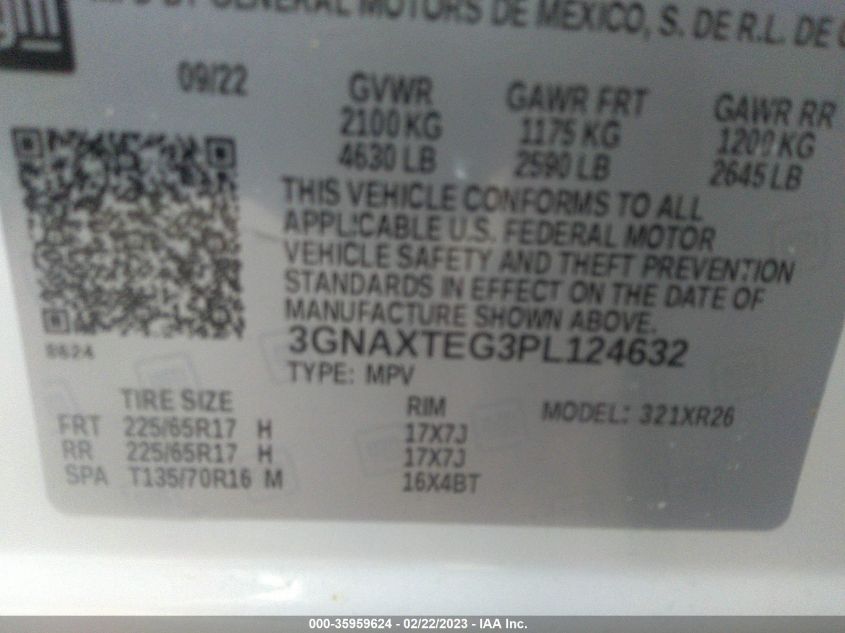 gm
BY GENERAL MOTORS DE MEXICO, S. DE R.L. DE
09/22
GVWR GAWR FRT GAWR RR
2100 KG 1175 KG 1200 KG
4630 LB 2590 LB 2645 LB
THIS VEHICLE CONFORMS TO ALL
APPLICABLE U.S. FEDERAL MOTOR
VEHICLE SAFETY AND THEFT PREVENTION
STANDARDS IN EFFECT ON THE DATE OF
MANUFACTURE SHOWN ABOVE.
8624
3GNAXTEG3PL124632
TYPE: MPV
TIRE SIZE RIM MODEL: 321XR26
FRT 225/65R17 H 17X7J
RR 225/65R17 H 17X7J
SPA T135/70R16 M 16X4BT
000-35959624 - 02/22/2023 - IAA Inc.